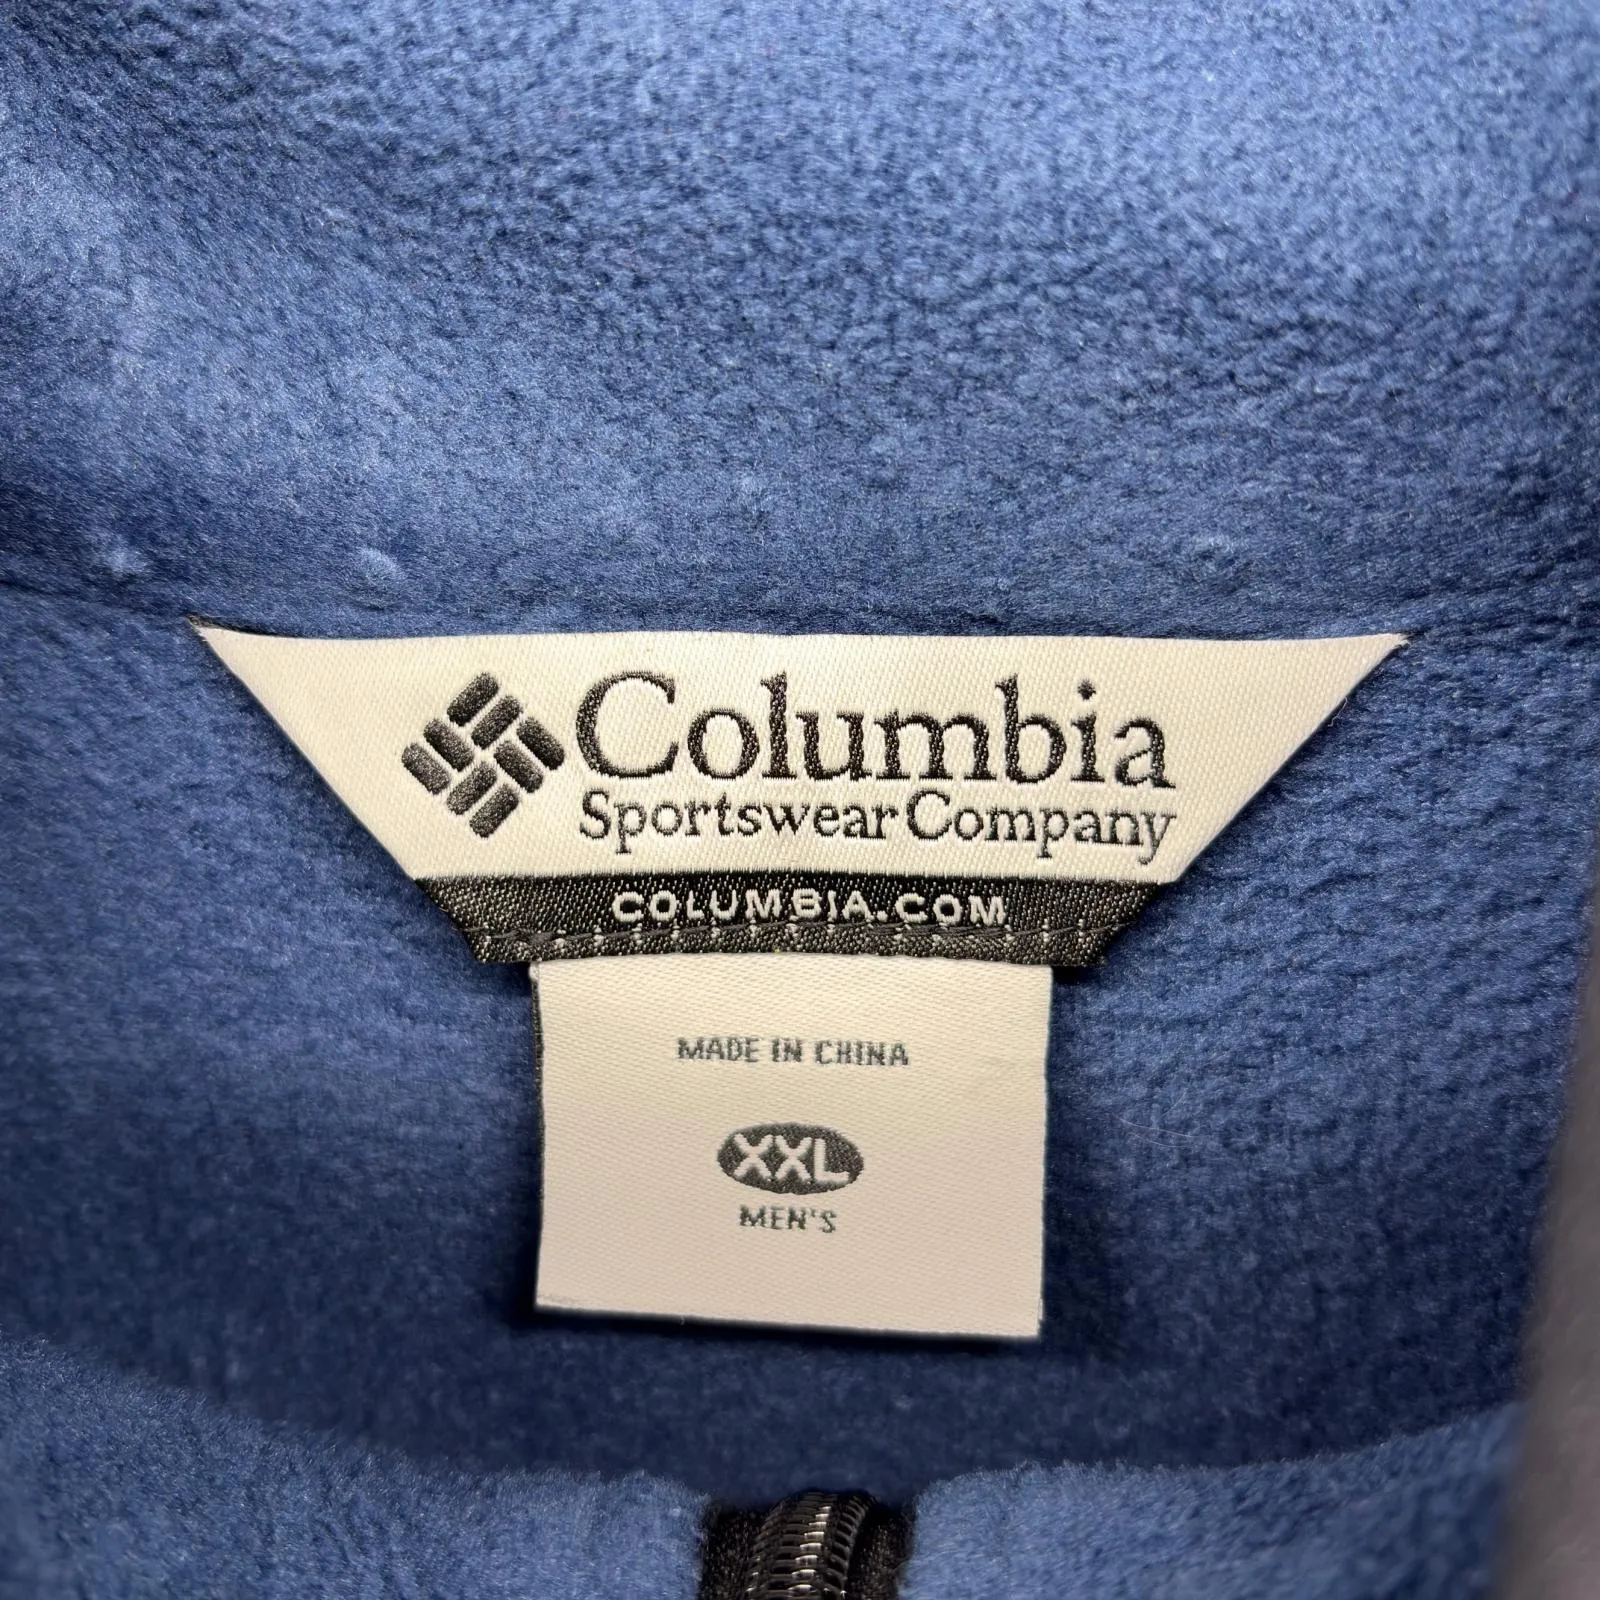 Columbia
Sportswear Company
COLUMBIA.COM
MADE IN CHINA
XXL
MEN'S